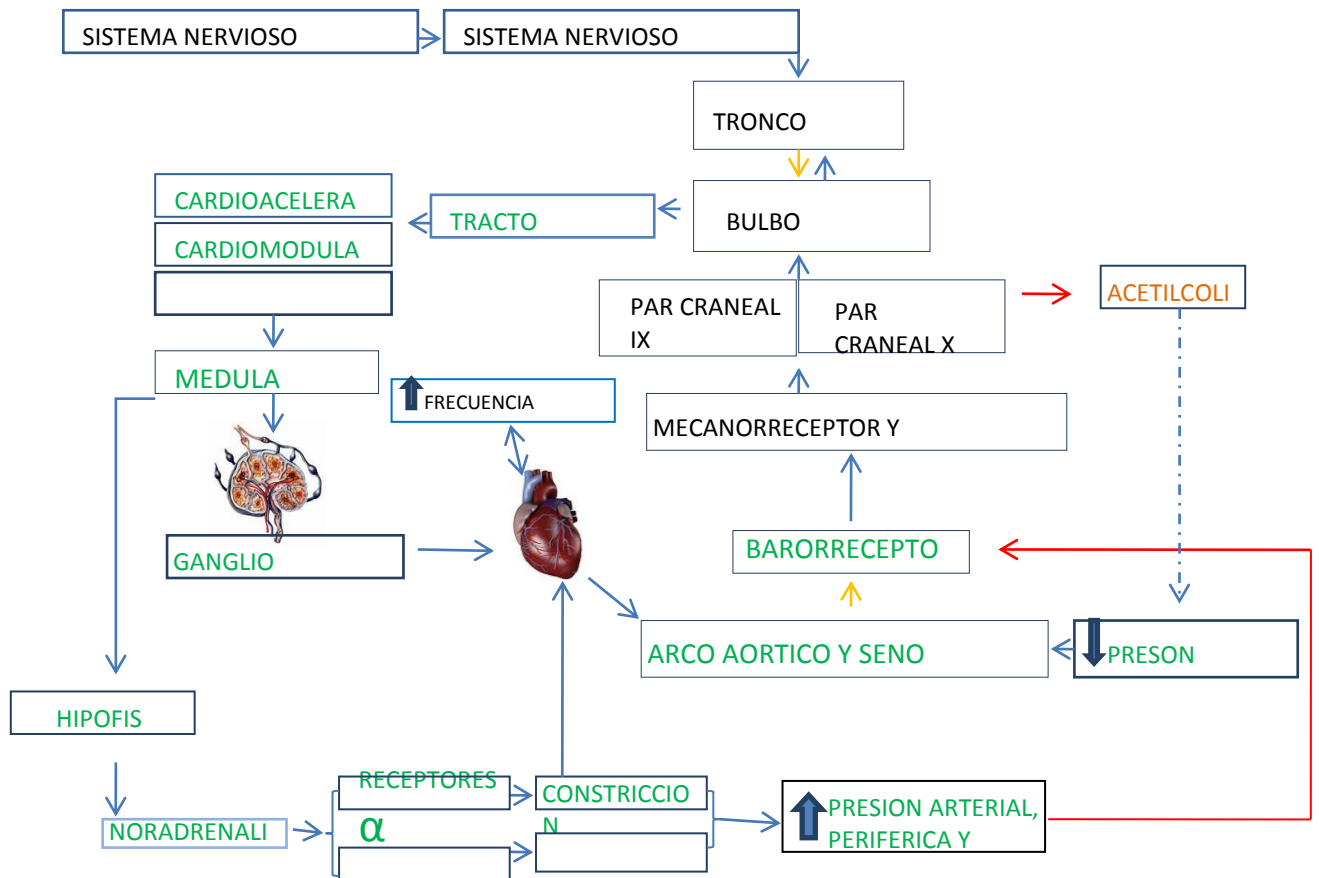 SISTEMA NERVIOSO
SISTEMA NERVIOSO
TRONCO
CARDIOACELERA
CARDIOMODULA
TRACTO
BULBO
PAR CRANEAL
IX
PAR
CRANEAL X
ACETILCOLI
MEDULA
FRECUENCIA
MECANORRECEPTOR Y
GANGLIO
BARORRECEPTO
ARCO AORTICO Y SENO
PRESON
HIPOFIS
NORADRENALI
RECEPTORES
α
CONSTRICCIO
N
PRESION ARTERIAL,
PERIFERICA Y